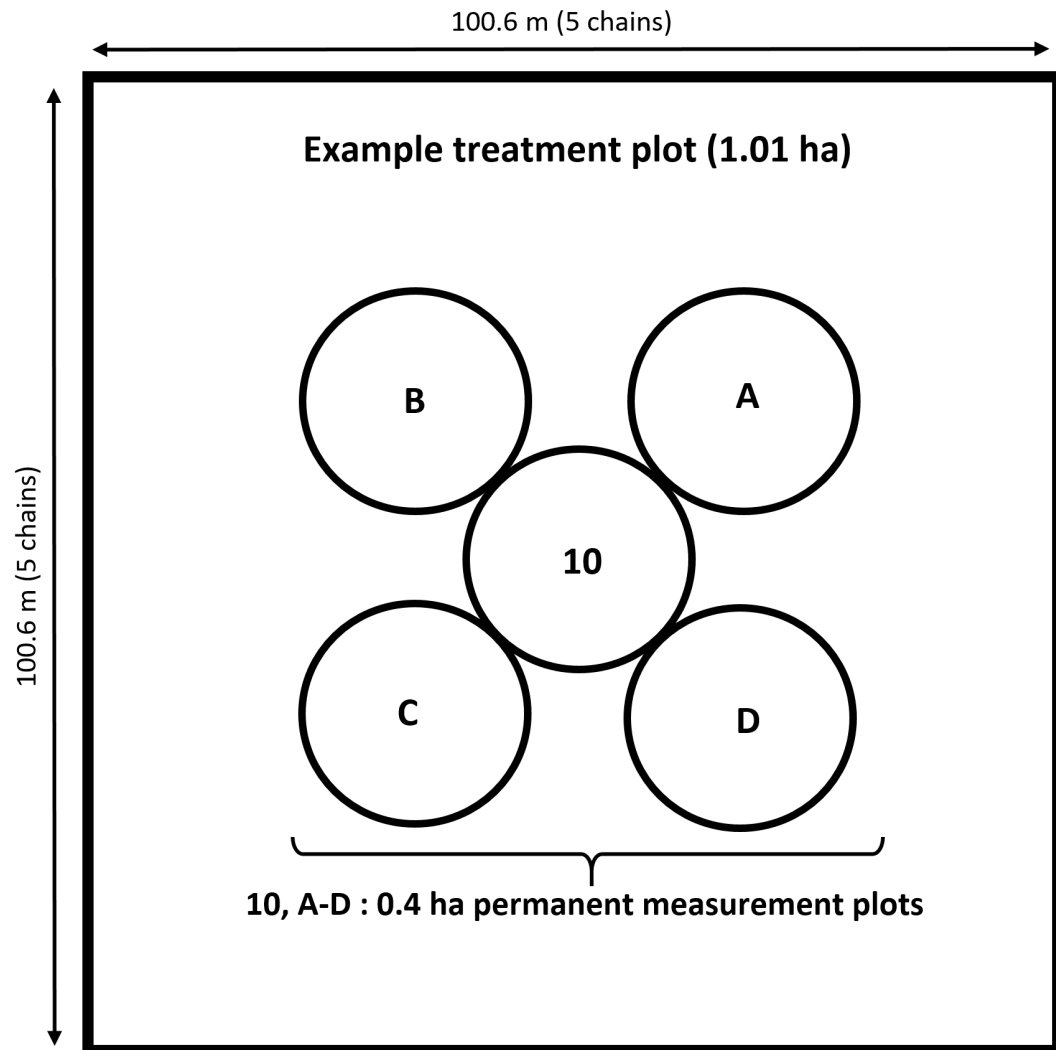 100.6 m (5 chains)
100.6 m (5 chains)
Example treatment plot (1.01 ha)
B
A
10
C
D
10, A-D : 0.4 ha permanent measurement plots